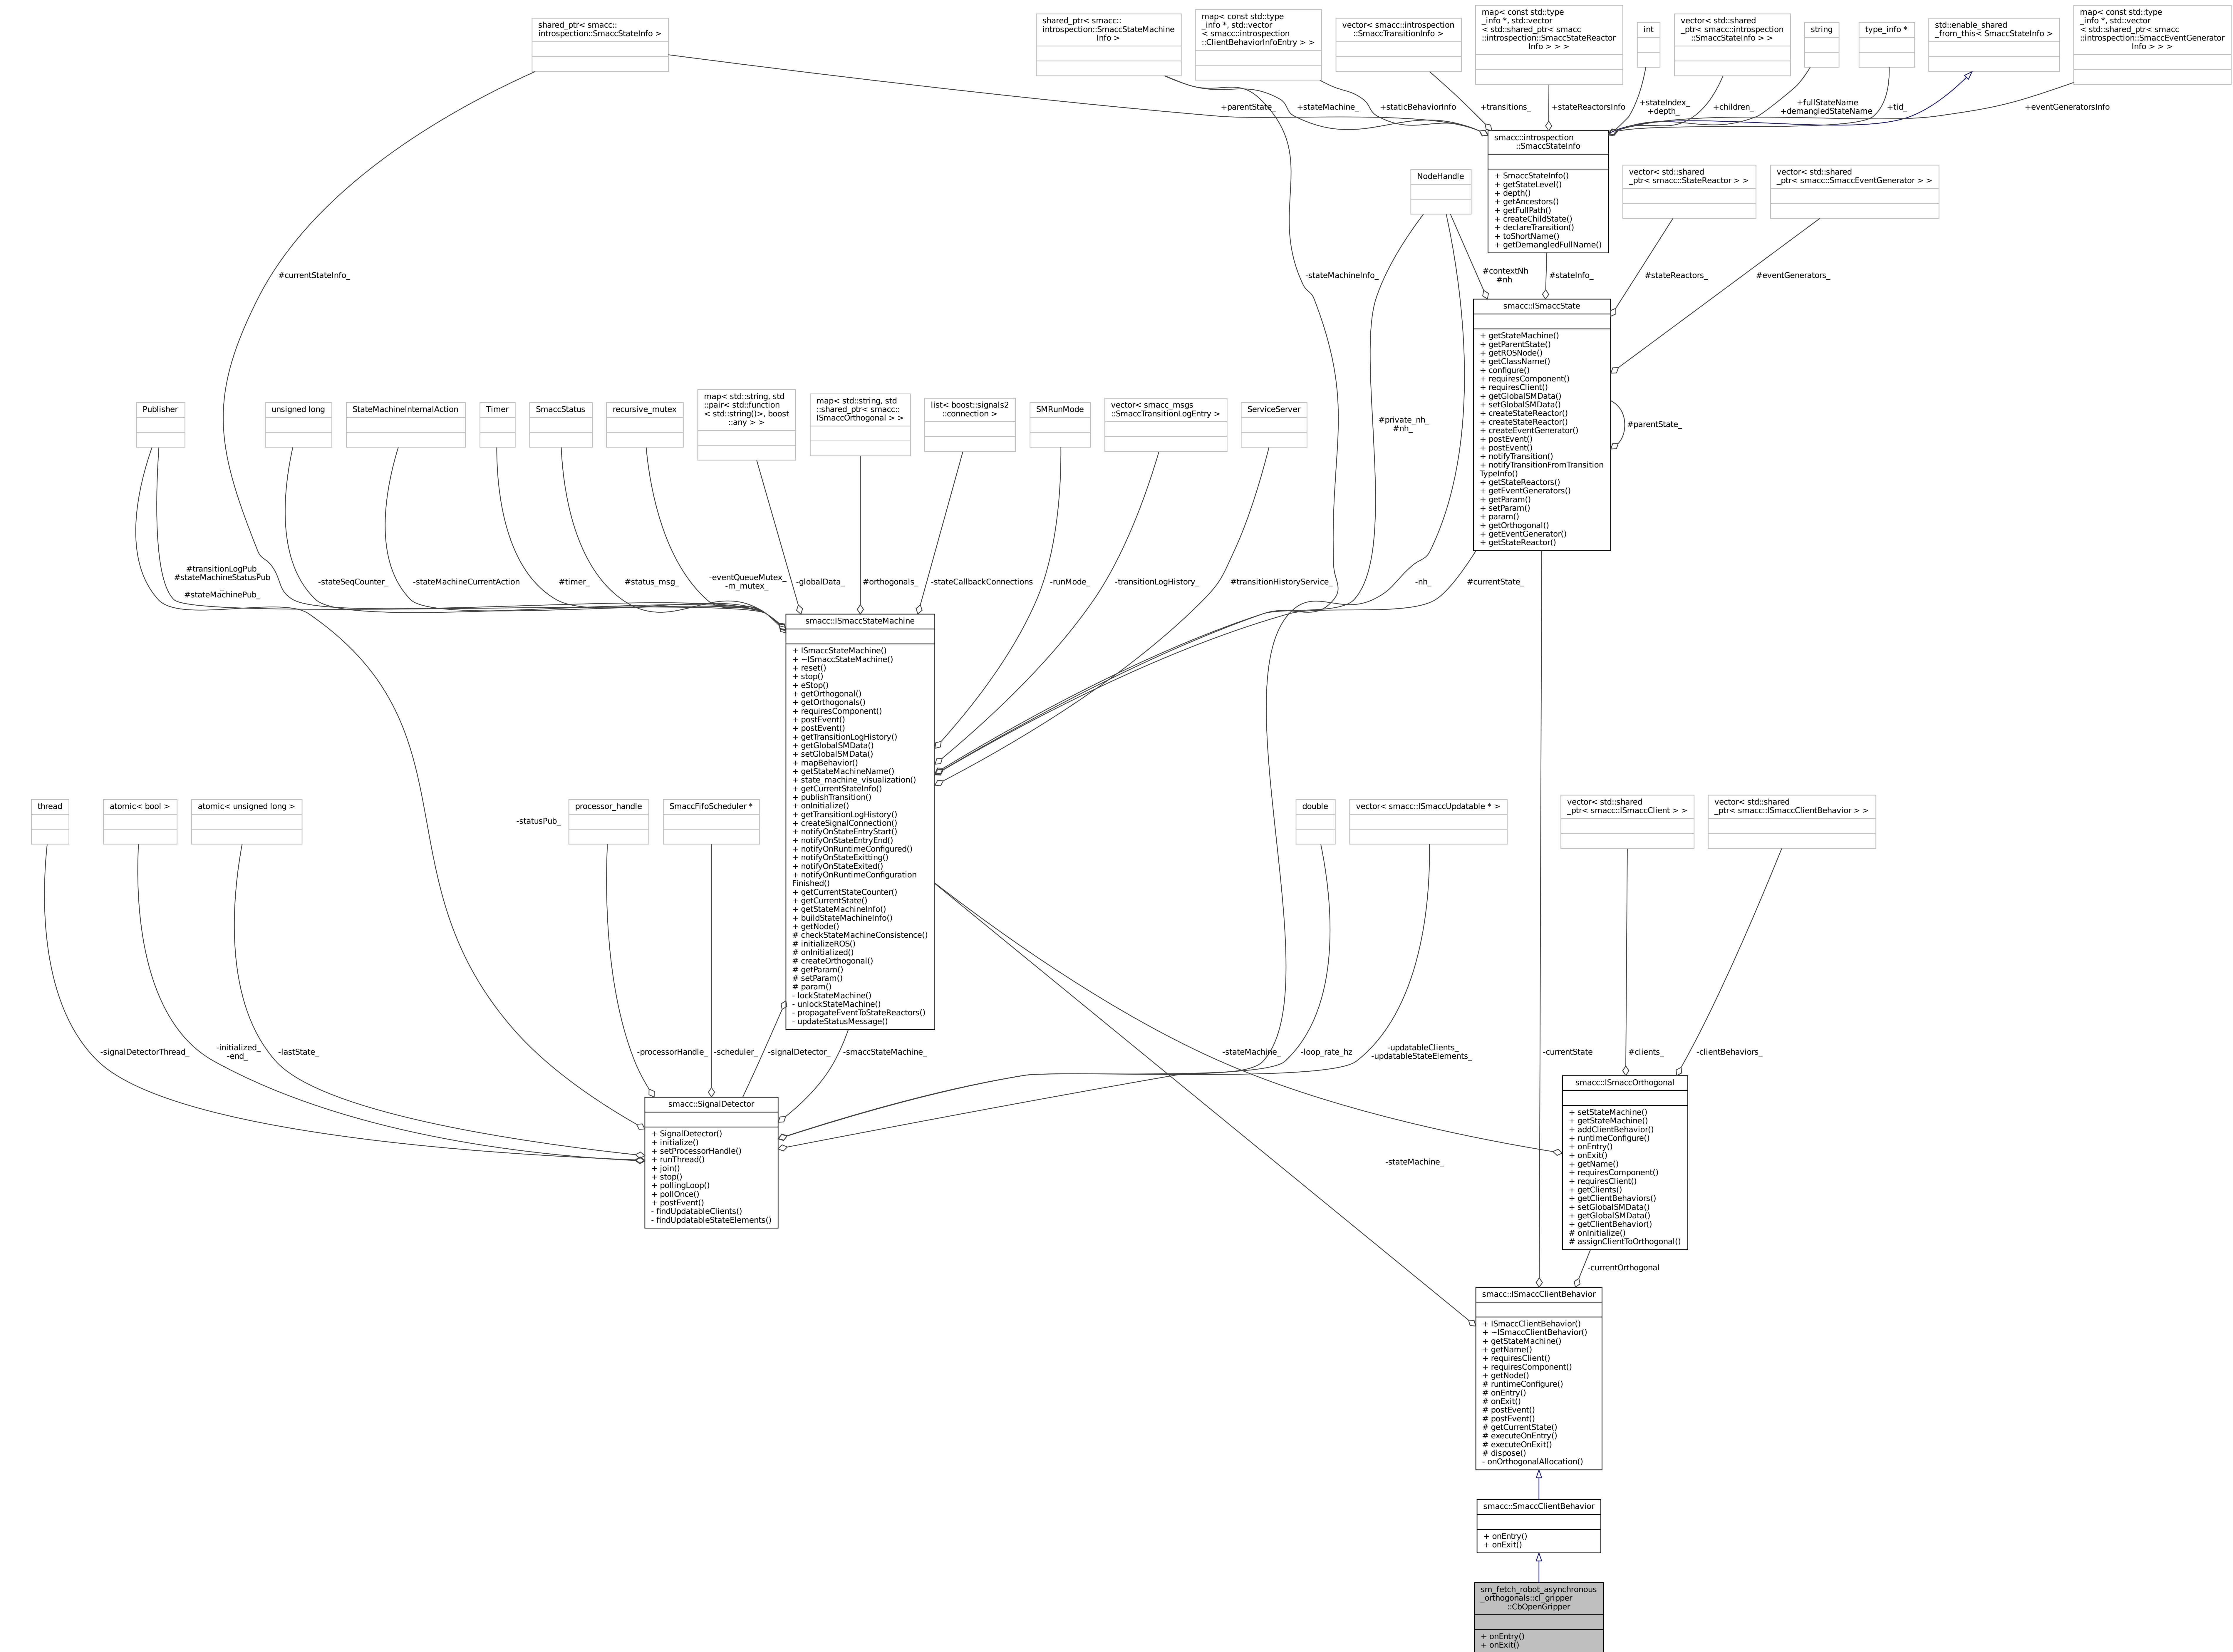 shared_ptr< smacc::
introspection::SmaccStateInfo >
shared_ptr< smacc::
introspection::SmaccStateMachine
Info >
map< const std::type
_info *, std::vector
< smacc::introspection
::ClientBehaviorInfoEntry > >
vector< smacc::introspection
::SmaccTransitionInfo >
map< const std::type
_info *, std::vector
< std::shared_ptr< smacc
::introspection::SmaccStateReactor
Info > > >
int
vector< std::shared
_ptr< smacc::introspection
::SmaccStateInfo > >
string
type_info *
std::enable_shared
_from_this< SmaccStateInfo >
map< const std::type
_info *, std::vector
< std::shared_ptr< smacc
::introspection::SmaccEventGenerator
Info > > >
+parentState_
+stateMachine_
+staticBehaviorInfo
+transitions_
+stateReactorsInfo
+stateIndex_
+depth_
+children_
+fullStateName
+demangledStateName
+tid_
+eventGeneratorsInfo
smacc::introspection
::SmaccStateInfo
+ SmaccStateInfo()
+ getStateLevel()
+ depth()
+ getAncestors()
+ getFullPath()
+ createChildState()
+ declareTransition()
+ toShortName()
+ getDemangledFullName()
NodeHandle
vector< std::shared
_ptr< smacc::StateReactor > >
vector< std::shared
_ptr< smacc::SmaccEventGenerator > >
#currentStateInfo_
-stateMachineInfo_
#contextNh
#nh
#stateInfo_
#stateReactors_
#eventGenerators_
smacc::ISmaccState
+ getStateMachine()
+ getParentState()
+ getROSNode()
+ getClassName()
+ configure()
+ requiresComponent()
+ requiresClient()
+ getGlobalSMData()
+ setGlobalSMData()
+ createStateReactor()
+ createStateReactor()
+ createEventGenerator()
+ postEvent()
+ postEvent()
+ notifyTransition()
+ notifyTransitionFromTransition
TypeInfo()
+ getStateReactors()
+ getEventGenerators()
+ getParam()
+ setParam()
+ param()
+ getOrthogonal()
+ getEventGenerator()
+ getStateReactor()
#parentState_
Publisher
unsigned long
StateMachineInternalAction
Timer
SmaccStatus
recursive_mutex
map< std::string, std
::pair< std::function
< std::string()>, boost
::any > >
map< std::string, std
::shared_ptr< smacc::
ISmaccOrthogonal > >
list< boost::signals2
::connection >
SMRunMode
vector< smacc_msgs
::SmaccTransitionLogEntry >
ServiceServer
#private_nh_
#nh_
#transitionLogPub_
#stateMachineStatusPub
_
#stateMachinePub_
-stateSeqCounter_
-stateMachineCurrentAction
#timer_
#status_msg_
-eventQueueMutex_
-m_mutex_
-globalData_
#orthogonals_
-stateCallbackConnections
-runMode_
-transitionLogHistory_
#transitionHistoryService_
-nh_
#currentState_
smacc::ISmaccStateMachine
+ ISmaccStateMachine()
+ ~ISmaccStateMachine()
+ reset()
+ stop()
+ eStop()
+ getOrthogonal()
+ getOrthogonals()
+ requiresComponent()
+ postEvent()
+ postEvent()
+ getTransitionLogHistory()
+ getGlobalSMData()
+ setGlobalSMData()
+ mapBehavior()
+ getStateMachineName()
+ state_machine_visualization()
+ getCurrentStateInfo()
+ publishTransition()
+ onInitialize()
+ getTransitionLogHistory()
+ createSignalConnection()
+ notifyOnStateEntryStart()
+ notifyOnStateEntryEnd()
+ notifyOnRuntimeConfigured()
+ notifyOnStateExitting()
+ notifyOnStateExited()
+ notifyOnRuntimeConfiguration
Finished()
+ getCurrentStateCounter()
+ getCurrentState()
+ getStateMachineInfo()
+ buildStateMachineInfo()
+ getNode()
# checkStateMachineConsistence()
# initializeROS()
# onInitialized()
# createOrthogonal()
# getParam()
# setParam()
# param()
- lockStateMachine()
- unlockStateMachine()
- propagateEventToStateReactors()
- updateStatusMessage()
thread
atomic< bool >
atomic< unsigned long >
-statusPub_
processor_handle
SmaccFifoScheduler *
double
vector< smacc::ISmaccUpdatable * >
vector< std::shared
_ptr< smacc::ISmaccClient > >
vector< std::shared
_ptr< smacc::ISmaccClientBehavior > >
-signalDetectorThread_
-initialized_
-end_
-lastState_
-processorHandle_
-scheduler_
-signalDetector_
-smaccStateMachine_
-stateMachine_
-loop_rate_hz
-updatableClients_
-updatableStateElements_
-currentState
#clients_
-clientBehaviors_
smacc::SignalDetector
+ SignalDetector()
+ initialize()
+ setProcessorHandle()
+ runThread()
+ join()
+ stop()
+ pollingLoop()
+ pollOnce()
+ postEvent()
- findUpdatableClients()
- findUpdatableStateElements()
smacc::ISmaccOrthogonal
+ setStateMachine()
+ getStateMachine()
+ addClientBehavior()
+ runtimeConfigure()
+ onEntry()
+ onExit()
+ getName()
+ requiresComponent()
+ requiresClient()
+ getClients()
+ getClientBehaviors()
+ setGlobalSMData()
+ getGlobalSMData()
+ getClientBehavior()
# onInitialize()
# assignClientToOrthogonal()
-stateMachine_
-currentOrthogonal
smacc::ISmaccClientBehavior
+ ISmaccClientBehavior()
+ ~ISmaccClientBehavior()
+ getStateMachine()
+ getName()
+ requiresClient()
+ requiresComponent()
+ getNode()
# runtimeConfigure()
# onEntry()
# onExit()
# postEvent()
# postEvent()
# getCurrentState()
# executeOnEntry()
# executeOnExit()
# dispose()
- onOrthogonalAllocation()
smacc::SmaccClientBehavior
+ onEntry()
+ onExit()
sm_fetch_robot_asynchronous
_orthogonals::cl_gripper
::CbOpenGripper
+ onEntry()
+ onExit()